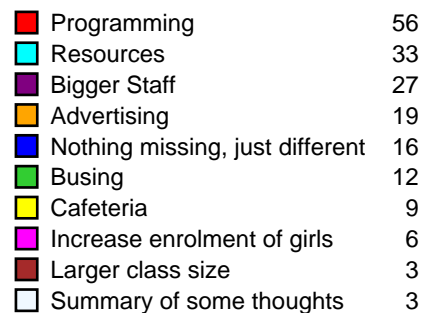 Programming 56
Resources 33
Bigger Staff 27
Advertising 19
Nothing missing, just different 16
Busing 12
Cafeteria 9
Increase enrolment of girls 6
Larger class size 3
Summary of some thoughts 3